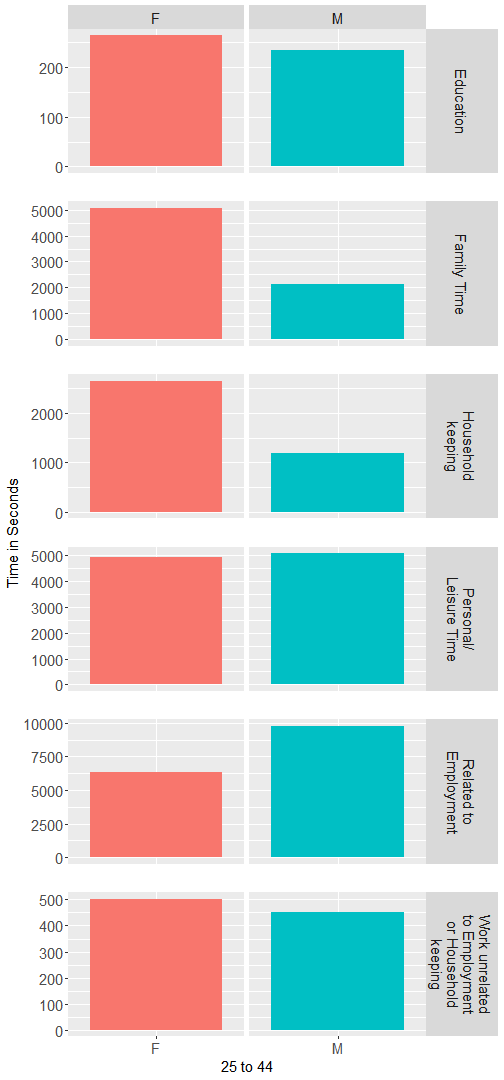 F
M
200
100
0
Education
5000
4000
3000
2000
1000
0
Family Time
2000
1000
0
Household
keeping
Time in Seconds
5000
4000
3000
2000
1000
0
Personal/
Leisure Time
10000
7500
5000
2500
0
Related to
Employment
500
400
300
200
100
0
Work unrelated
to Employment
or Household
keeping
F
M
25 to 44